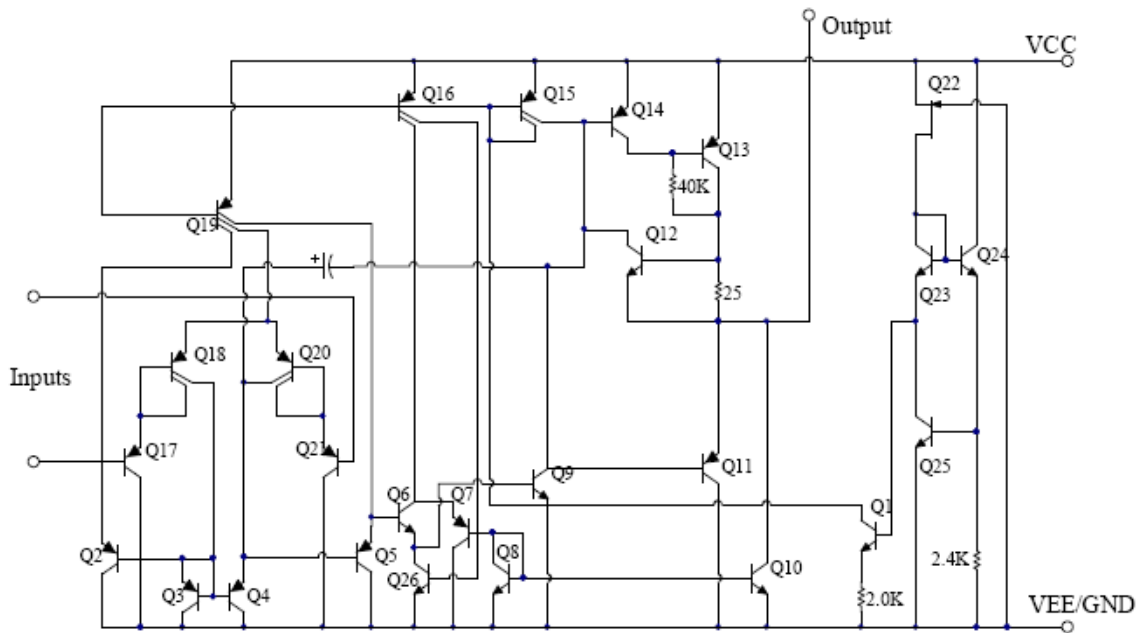 Output
VCC
Q16
Q15
Q14
Q22
Q13
40K
Q19
Q12
Q24
Q23
+
25
Q18
Q20
Inputs
Q17
Q21
Q11
Q25
Q9
Q6
Q7
Q1
Q2
Q5
Q8
Q26
Q10
2.4K
Q3
Q4
2.0K
VEE/GND